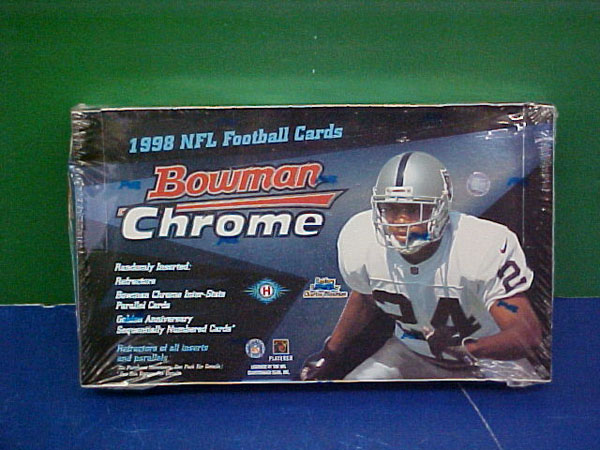 1998 NFL Football Cards
Bowman
Chrome
24
Randomly Inserted:
Refractors
Bowman Chrome Inter-State
Parallel Cards
Golden Anniversary
Sequentially Numbered Cards*
H
Refractors of all inserts
and parallels
PLAYERS